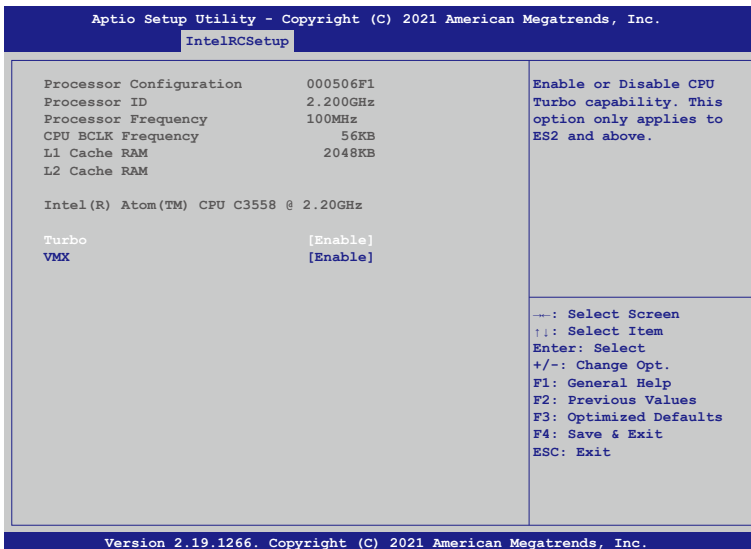 Aptio Setup Utility - Copyright (C) 2021 American Megatrends, Inc.
IntelRCSetup
Processor Configuration 000506F1
Processor ID 2.200GHz
Processor Frequency 100MHz
CPU BCLK Frequency 56KB
L1 Cache RAM 2048KB
L2 Cache RAM
Intel(R) Atom(TM) CPU C3558 @ 2.20GHz
Turbo [Enable]
VMX [Enable]
Enable or Disable CPU
Turbo capability. This
option only applies to
ES2 and above.
→←: Select Screen
↑↓: Select Item
Enter: Select
+/-: Change Opt.
F1: General Help
F2: Previous Values
F3: Optimized Defaults
F4: Save & Exit
ESC: Exit
Version 2.19.1266. Copyright (C) 2021 American Megatrends, Inc.